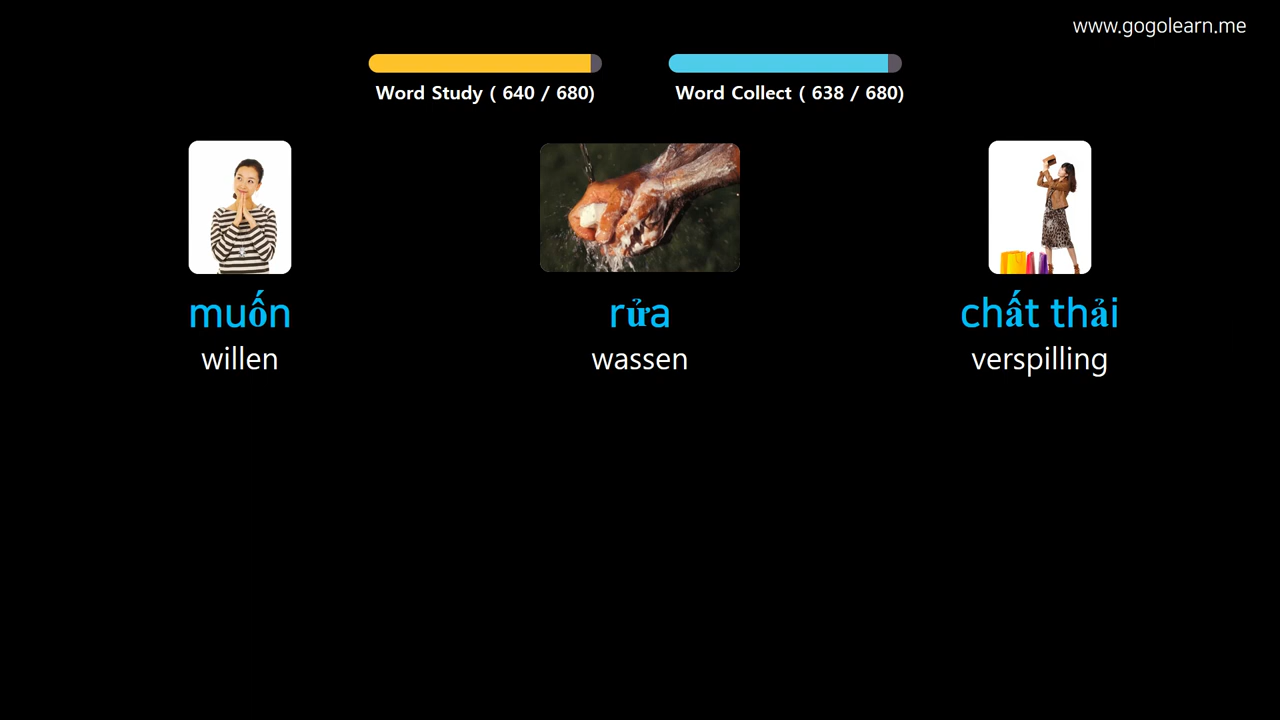 www.gogolearn.me
Word Study ( 640 / 680)
Word Collect ( 638 / 680)
muốn
rửa
chất thải
willen
wassen
verspilling